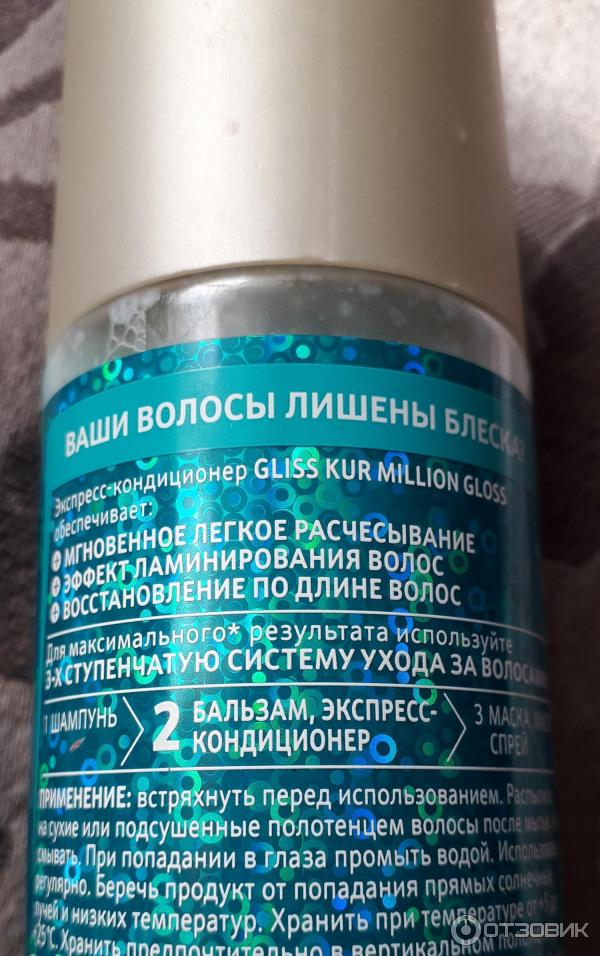 ВАШИ ВОЛОСЫ ЛИШЕНЫ БЛЕСКА?
Экспресс-кондиционер GLISS KUR MILLION GLOSS
обеспечивает:
МГНОВЕННОЕ ЛЕГКОЕ РАСЧЕСЫВАНИЕ
ЭФФЕКТ ЛАМИНИРОВАНИЯ ВОЛОС
ВОССТАНОВЛЕНИЕ ПО ДЛИНЕ ВОЛОС
Для максимального* результата используйте
3-Х СТУПЕНЧАТУЮ СИСТЕМУ УХОДА ЗА ВОЛОСАМИ
1 ШАМПУНЬ
2 БАЛЬЗАМ, ЭКСПРЕСС-
КОНДИЦИОНЕР
3 МАСКА,
СПРЕЙ
ПРИМЕНЕНИЕ: встряхнуть перед использованием.
на сухие или подсушенные полотенцем волосы после
смывать. При попадании в глаза промыть водой.
регулярно. Беречь продукт от попадания прямых солнечных
лучей и низких температур. Хранить при температуре от +5
+25°C. Хранить предпочтительно в вертикальном
ОТЗОВИК